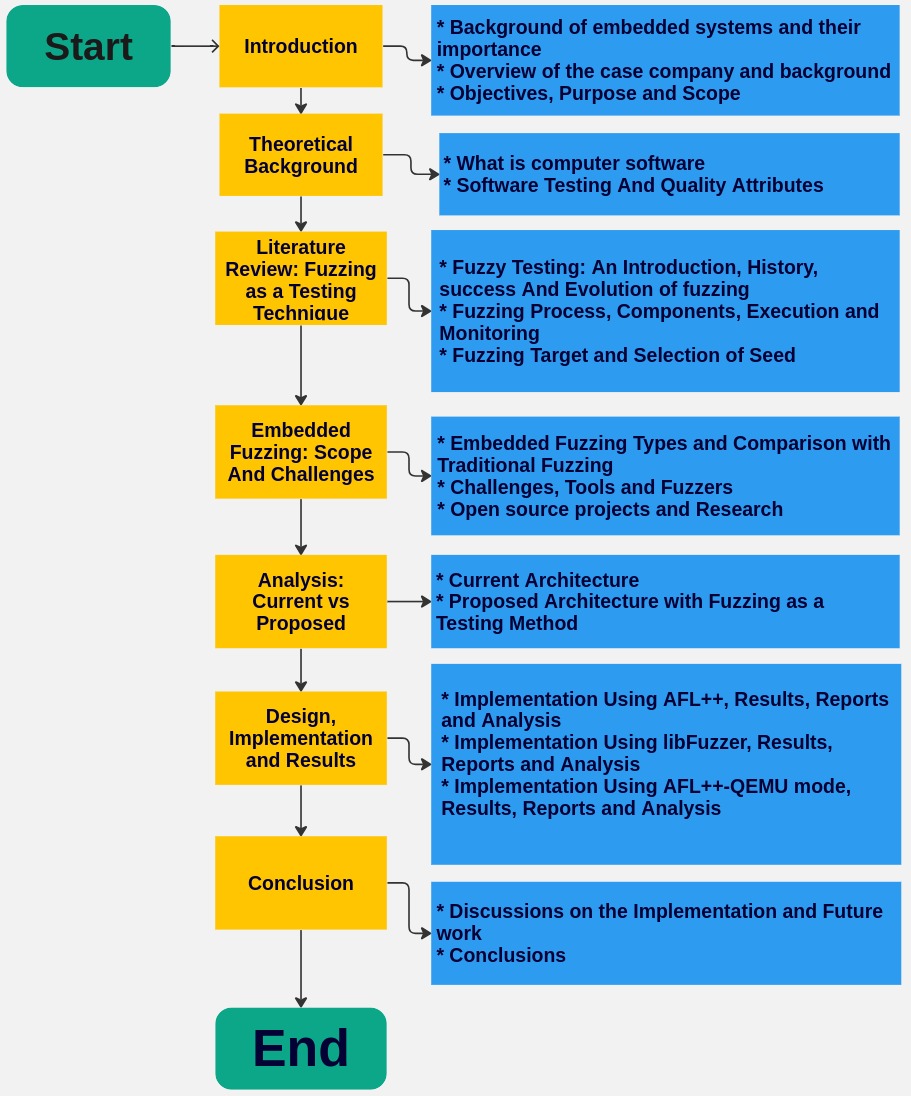 Start
Introduction
* Background of embedded systems and their
importance
* Overview of the case company and background
* Objectives, Purpose and Scope
Theoretical
Background
* What is computer software
* Software Testing And Quality Attributes
Literature
Review: Fuzzing
as a Testing
Technique
* Fuzzy Testing: An Introduction, History,
success And Evolution of fuzzing
* Fuzzing Process, Components, Execution and
Monitoring
* Fuzzing Target and Selection of Seed
Embedded
Fuzzing: Scope
And Challenges
* Embedded Fuzzing Types and Comparison with
Traditional Fuzzing
* Challenges, Tools and Fuzzers
* Open source projects and Research
Analysis:
Current vs
Proposed
* Current Architecture
* Proposed Architecture with Fuzzing as a
Testing Method
Design,
Implementation
and Results
* Implementation Using AFL++, Results, Reports
and Analysis
* Implementation Using libFuzzer, Results,
Reports and Analysis
* Implementation Using AFL++-QEMU mode,
Results, Reports and Analysis
Conclusion
* Discussions on the Implementation and Future
work
* Conclusions
End